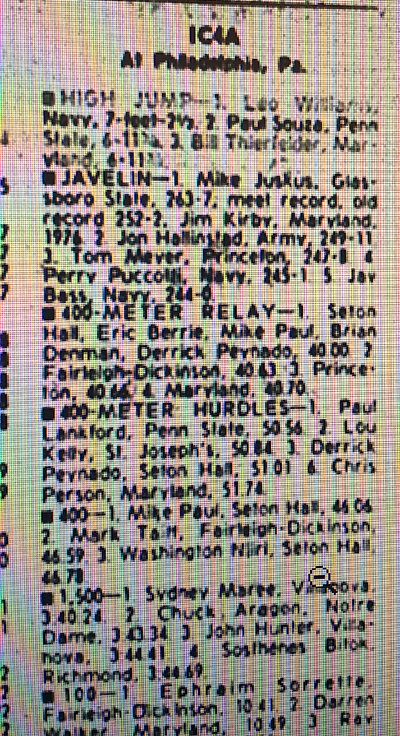 IC4A
At Philadelphia, Pa.
■ HIGH JUMP—1. Leo Williams,
Navy, 7-feet-2½. 2. Paul Souza, Penn
State, 6-11¾. 3. Bill Thierfelder, Mar-
yland, 6-11¾.
■ JAVELIN—1. Mike Juskus, Glas-
sboro State, 263-7, meet record, old
record 252-2, Jim Kirby, Maryland,
1976. 2. Jon Hallinstad, Army, 249-11
3. Tom Meyer, Princeton, 247-8. 4
Perry Puccolli, Navy, 245-1. 5. Jay
Bass, Navy, 244-0.
■ 400-METER RELAY—1. Seton
Hall, Eric Berrie, Mike Paul, Brian
Denman, Derrick Peynado, 40.00. 2
Fairleigh-Dickinson, 40.63. 3. Prince-
ton, 40.66. 4. Maryland, 40.70.
■ 400-METER HURDLES—1. Paul
Lankford, Penn State, 50.56. 2. Lou
Kelly, St. Joseph's, 50.84. 3. Derrick
Peynado, Seton Hall, 51.01. 6. Chris
Person, Maryland, 51.74.
■ 400—1. Mike Paul, Seton Hall, 46.06
2. Mark Fairleigh-Dickinson,
46.59. 3. Washington Njiri, Seton Hall,
46.78
■ 1,500—1. Sydney Maree, Villanova,
3:40.24. 2. Chuck Aragon, Notre
Dame, 3:43.34. 3. John Hunter, Villa-
nova, 3:44.41. 4. Sosthenes Bitok,
Richmond, 3:44.69.
■ 100—1. Ephraim Serrette,
Fairleigh-Dickinson, 10.41. 2. Darren
Walker, Maryland, 10.49. 3. Ray